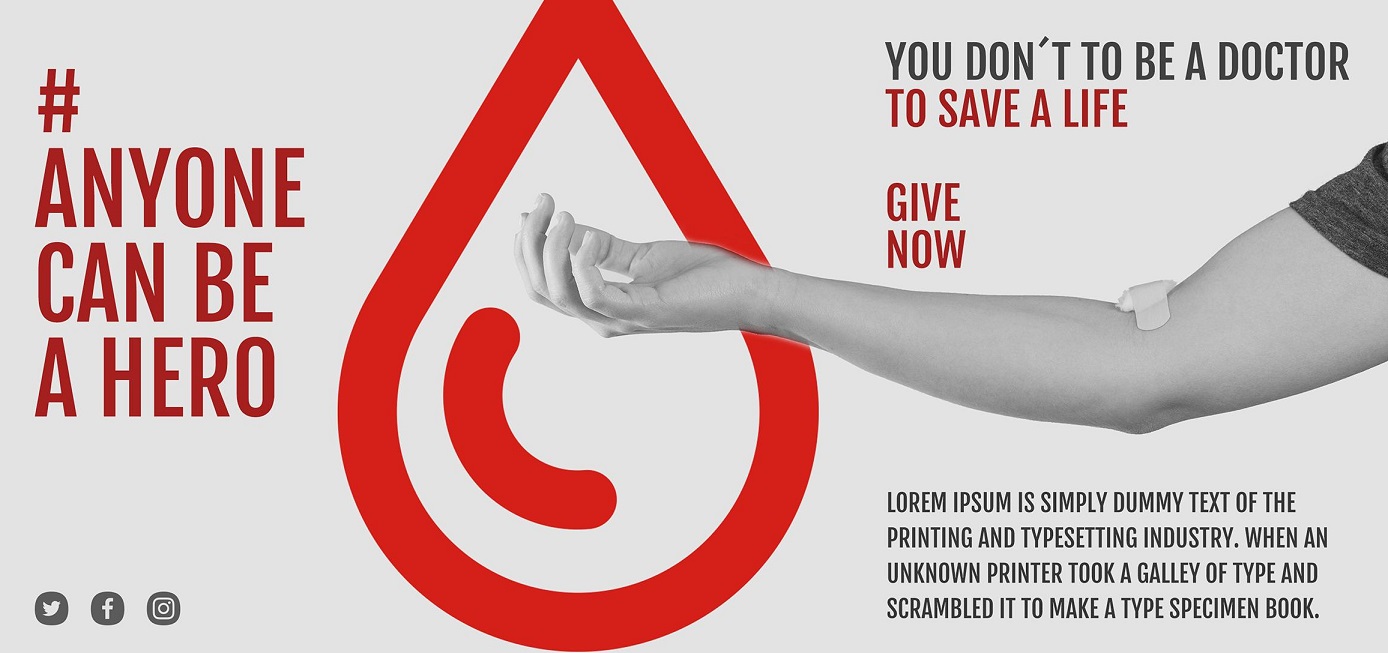 #
ANYONE
CAN BE
A HERO
YOU DON´T TO BE A DOCTOR
TO SAVE A LIFE
GIVE
NOW
LOREM IPSUM IS SIMPLY DUMMY TEXT OF THE
PRINTING AND TYPESETTING INDUSTRY. WHEN AN
UNKNOWN PRINTER TOOK A GALLEY OF TYPE AND
SCRAMBLED IT TO MAKE A TYPE SPECIMEN BOOK.